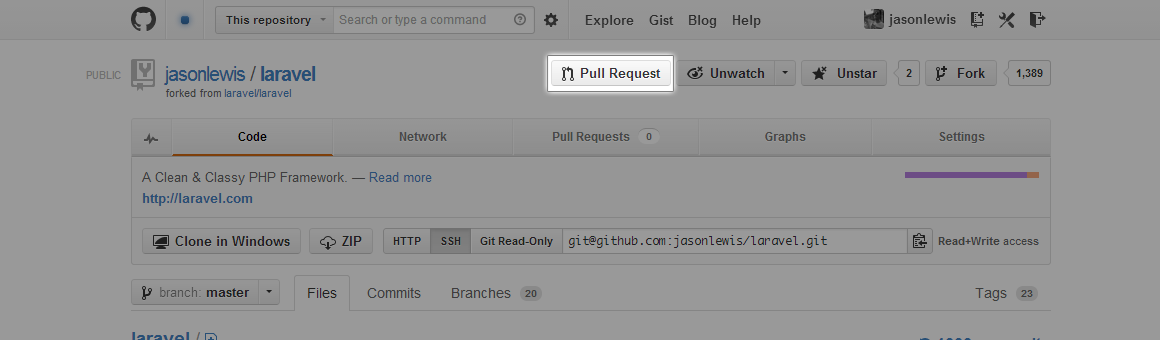 This repository Search or type a command Explore Gist Blog Help jasonlewis
PUBLIC jasonlewis / laravel Pull Request Unwatch Unstar 2 Fork 1,389
forked from laravel/laravel
Code Network Pull Requests 0 Graphs Settings
A Clean & Classy PHP Framework. — Read more
http://laravel.com
Clone in Windows ZIP HTTP SSH Git Read-Only git@github.com:jasonlewis/laravel.git Read+Write access
branch: master Files Commits Branches 20 Tags 23
laravel /